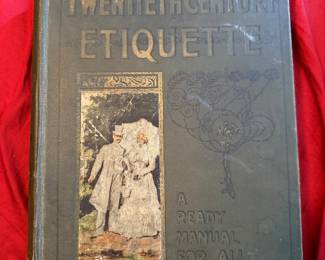 TWENTIETH CENTURY
ETIQUETTE
A
READY
MANUAL
FOR ALL